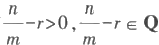 n/m − r > 0, n/m − r ∈ Q